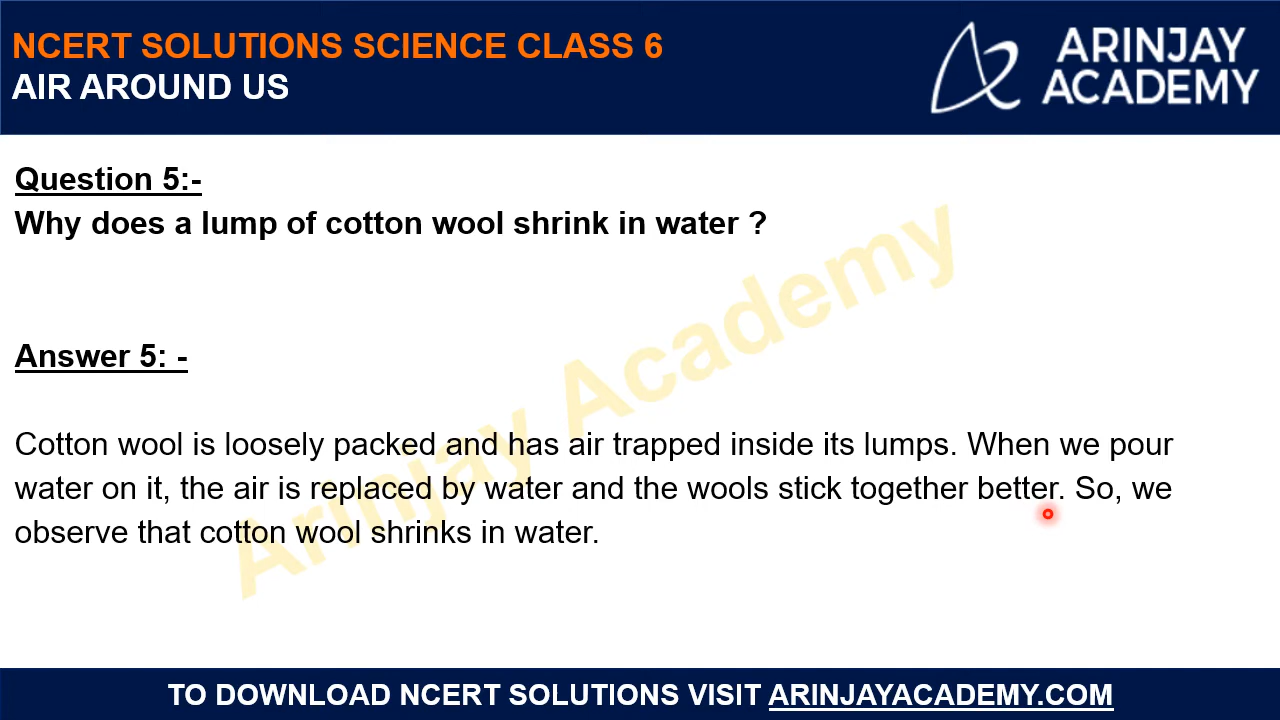 NCERT SOLUTIONS SCIENCE CLASS 6
AIR AROUND US
ARINJAY
ACADEMY
Question 5:-
Why does a lump of cotton wool shrink in water ?
Answer 5: -
Cotton wool is loosely packed and has air trapped inside its lumps. When we pour
water on it, the air is replaced by water and the wools stick together better. So, we
observe that cotton wool shrinks in water.
Arinjay Academy
TO DOWNLOAD NCERT SOLUTIONS VISIT ARINJAYACADEMY.COM